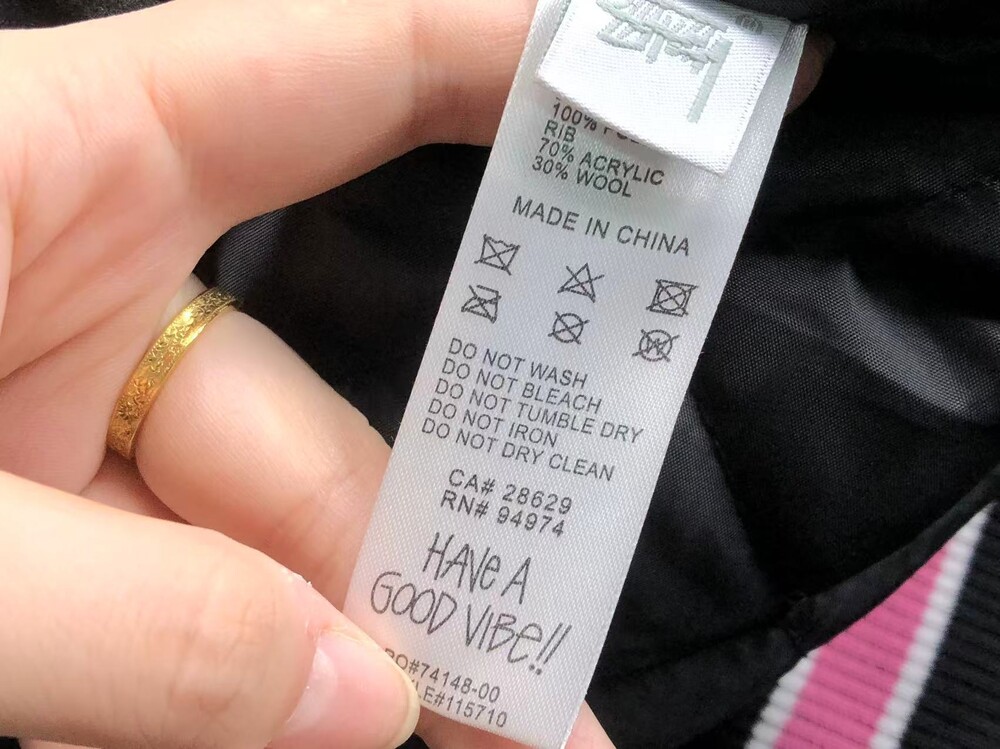 100%
RIB
70% ACRYLIC
30% WOOL
MADE IN CHINA
DO NOT WASH
DO NOT BLEACH
DO NOT TUMBLE DRY
DO NOT IRON
DO NOT DRY CLEAN
CA# 28629
RN# 94974
HAVE A
GOOD VIBE!!
PO#74148-00
LE#115710